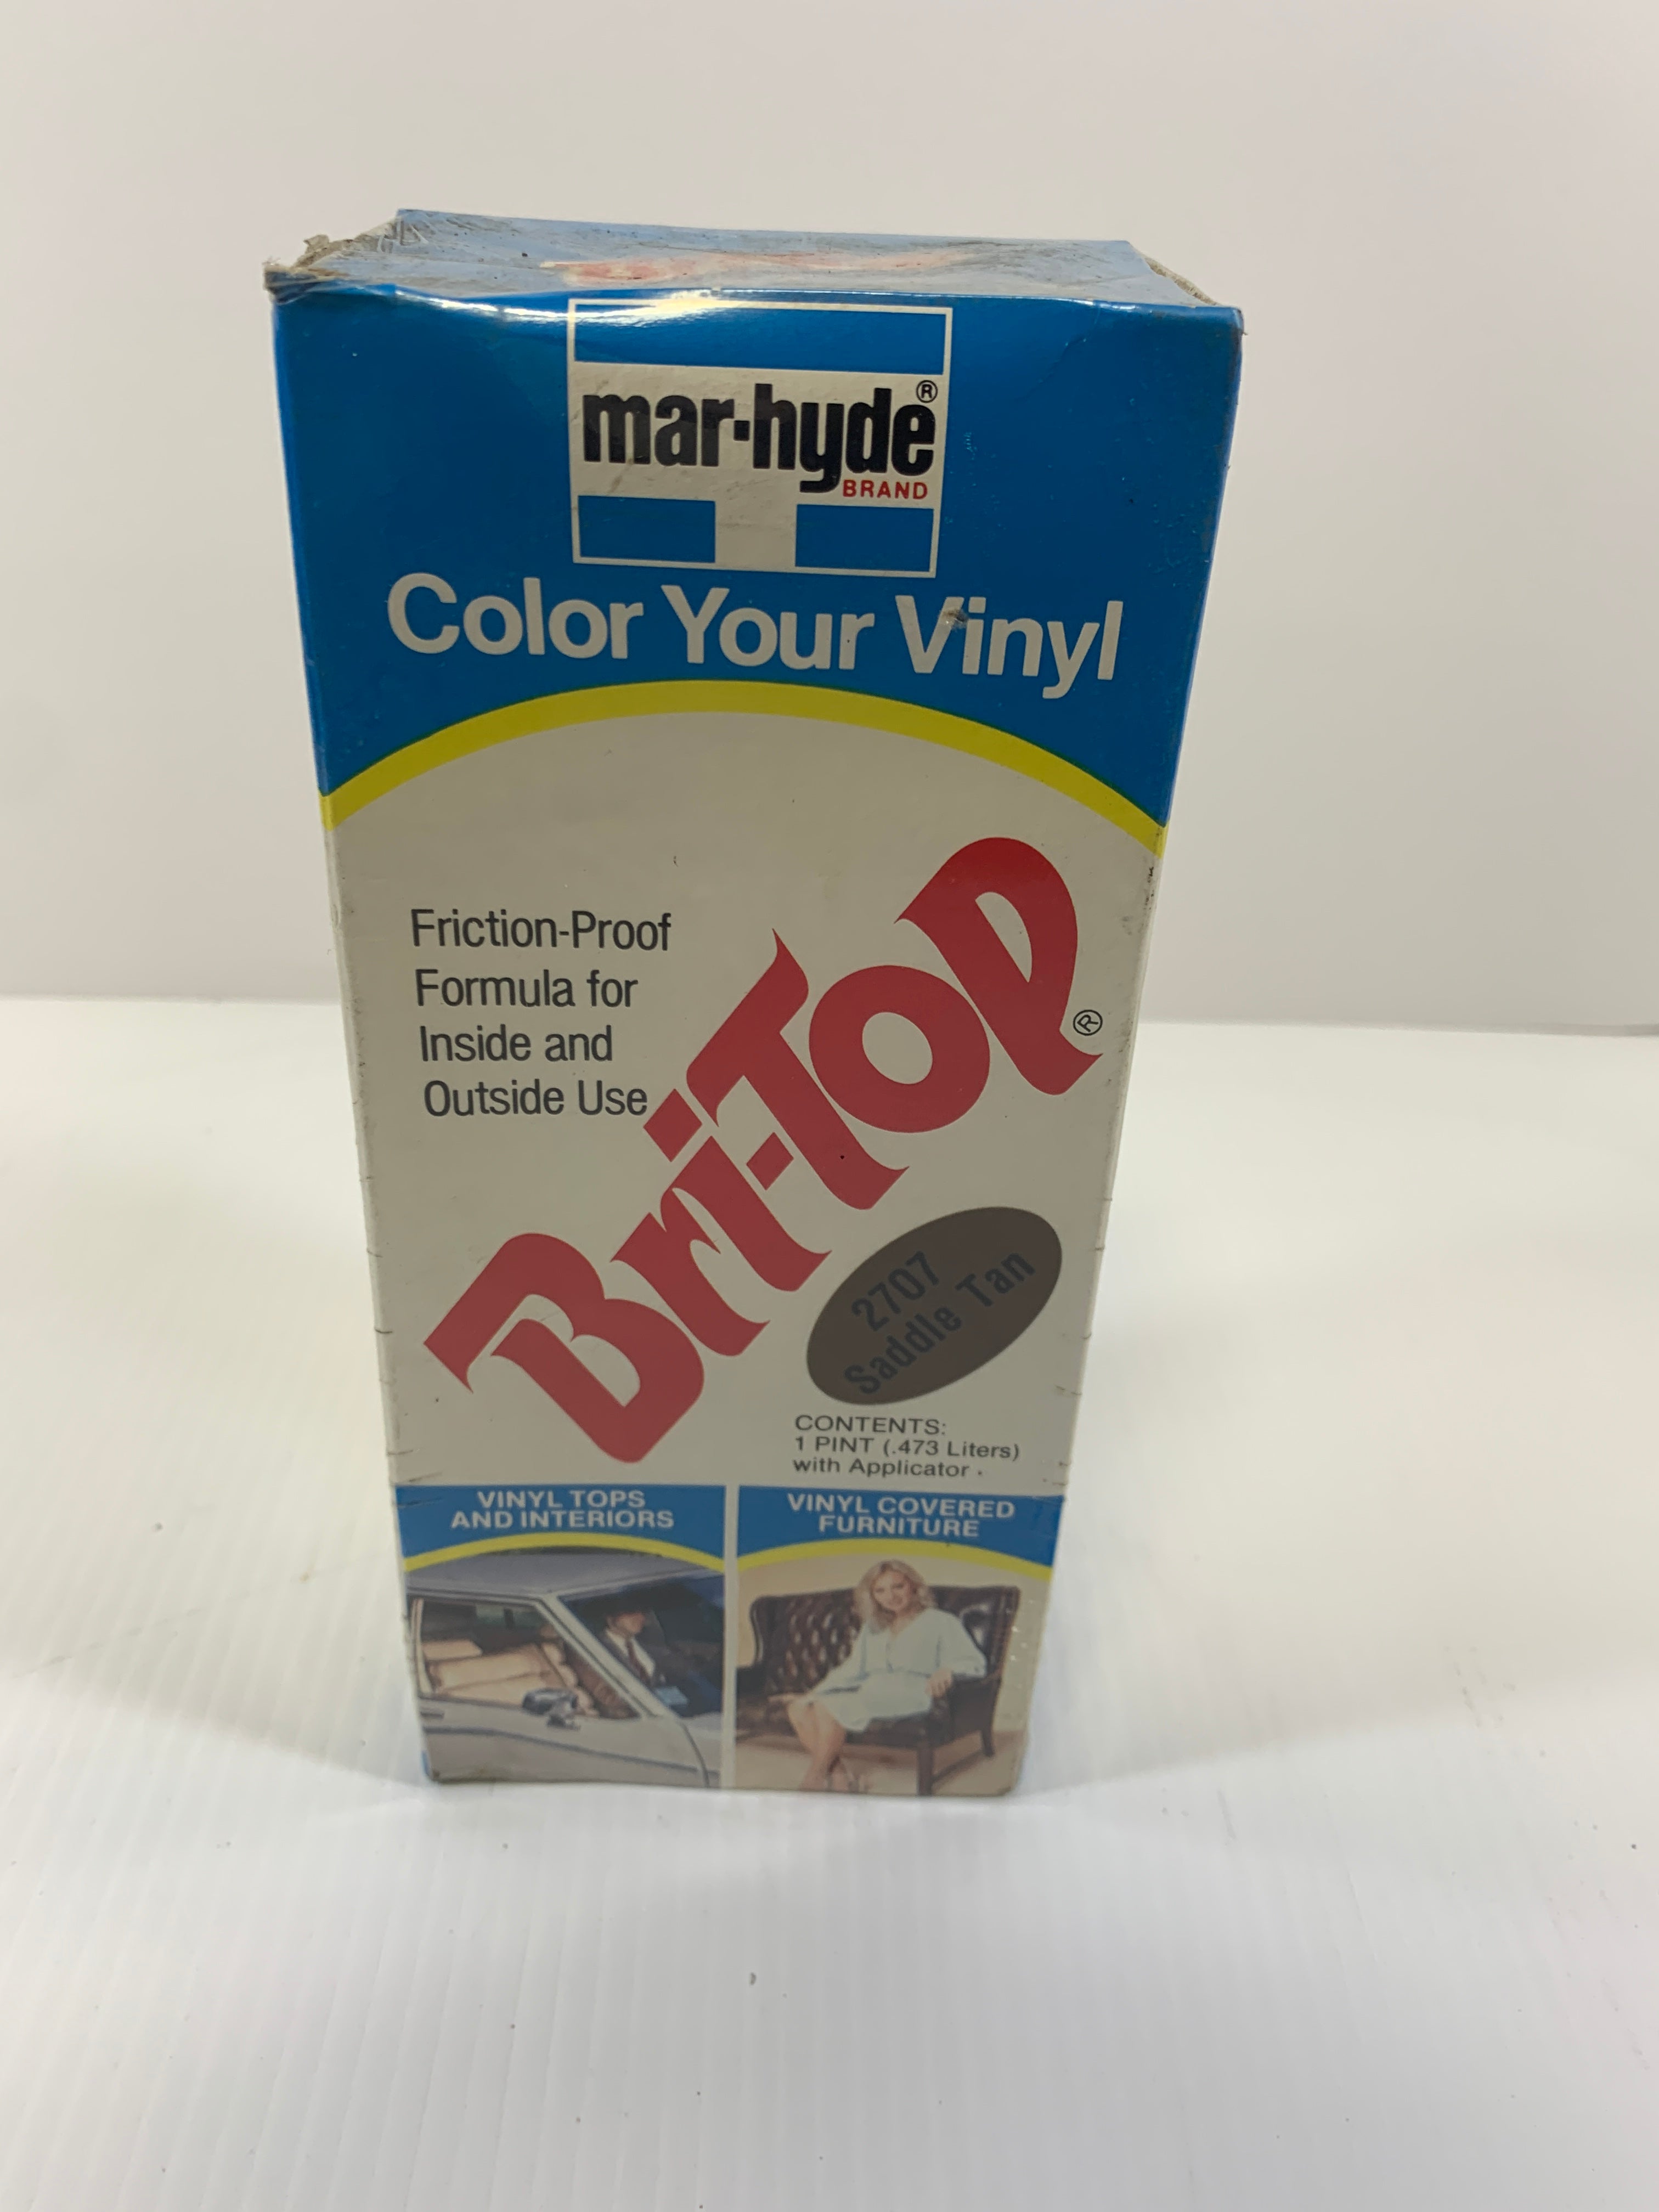 mar-hyde®
BRAND
Color Your Vinyl
Friction-Proof
Formula for
Inside and
Outside Use
Bri-Top®
2707
Saddle Tan
CONTENTS:
1 PINT (.473 Liters)
with Applicator.
VINYL TOPS
AND INTERIORS
VINYL COVERED
FURNITURE